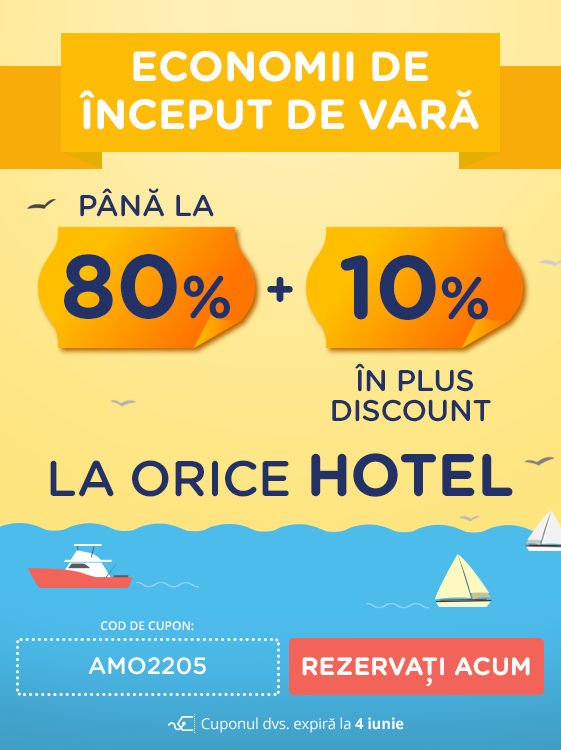 ECONOMII DE
ÎNCEPUT DE VARĂ
PÂNĂ LA
80% + 10%
ÎN PLUS
DISCOUNT
LA ORICE HOTEL
COD DE CUPON:
AMO2205
REZERVAȚI ACUM
Cuponul dvs. expiră la 4 iunie